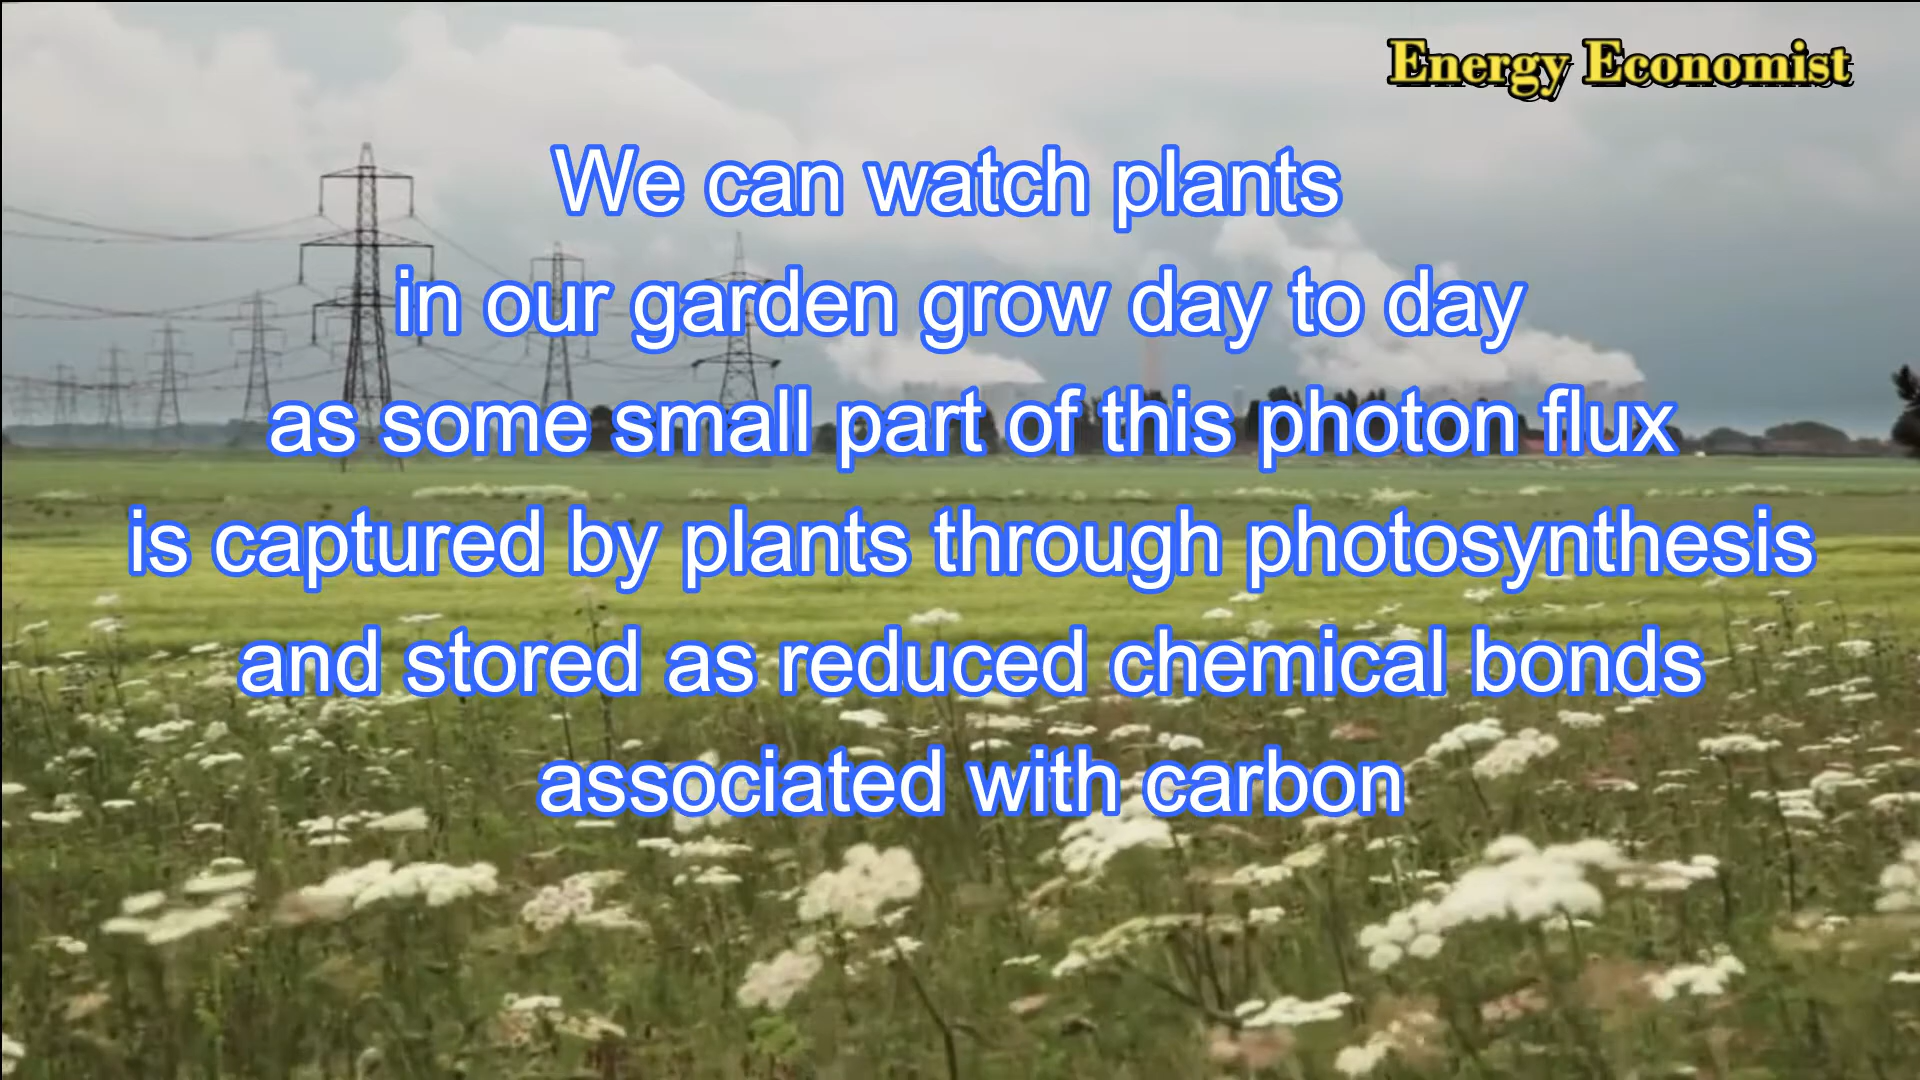 Energy Economist
We can watch plants
in our garden grow day to day
as some small part of this photon flux
is captured by plants through photosynthesis
and stored as reduced chemical bonds
associated with carbon